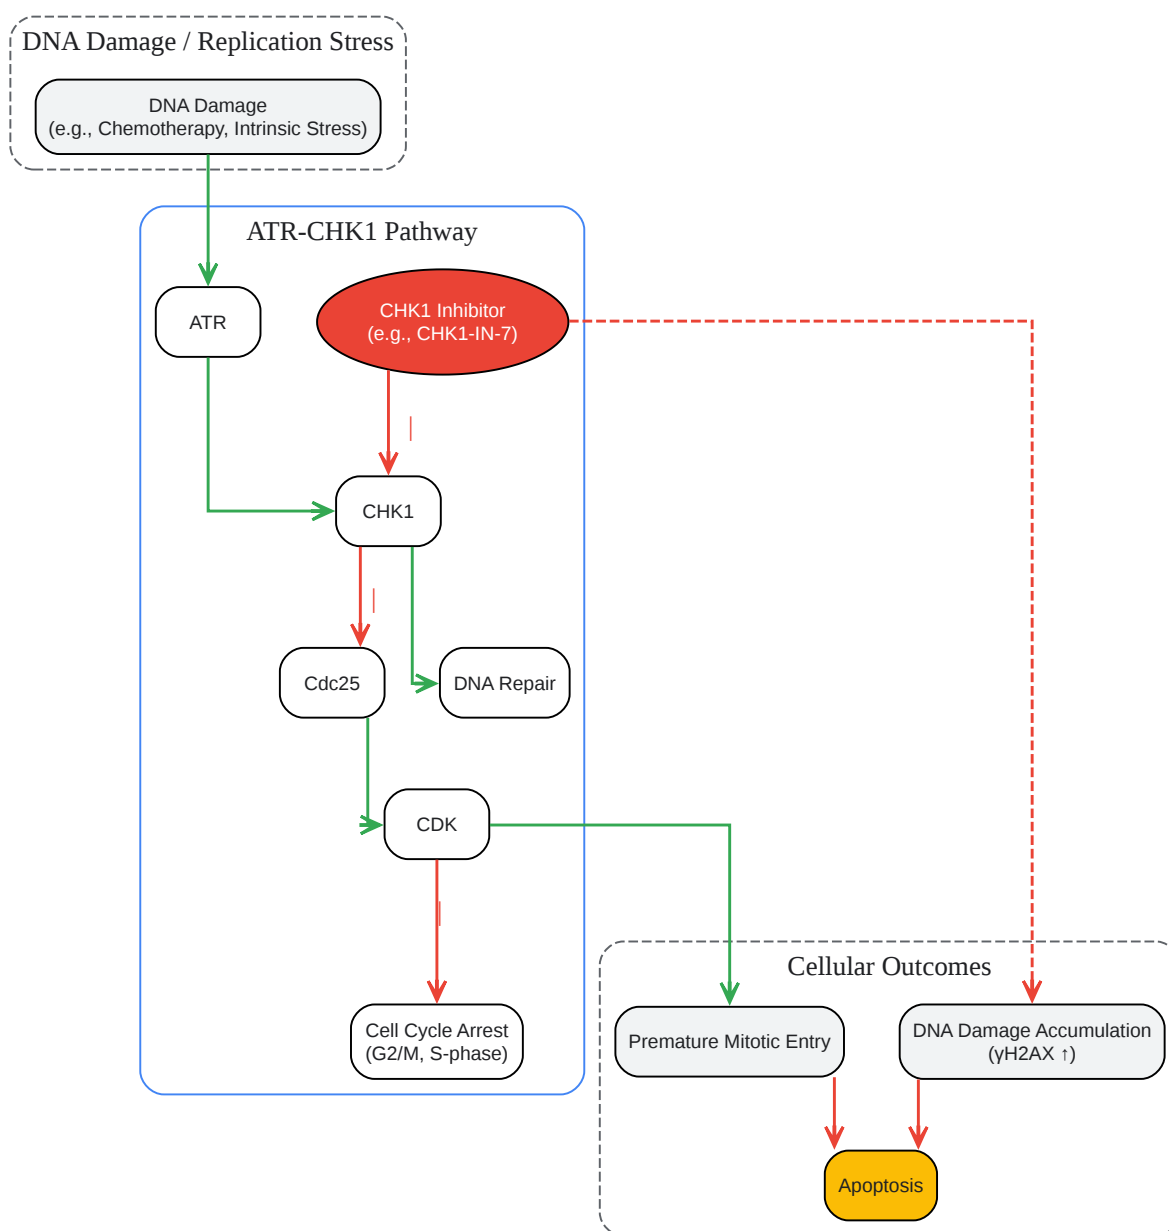 DNA Damage / Replication Stress
DNA Damage
(e.g., Chemotherapy, Intrinsic Stress)
ATR-CHK1 Pathway
ATR
CHK1 Inhibitor
(e.g., CHK1-IN-7)
|
CHK1
|
Cdc25
DNA Repair
CDK
|
Cell Cycle Arrest
(G2/M, S-phase)
Cellular Outcomes
Premature Mitotic Entry
DNA Damage Accumulation
(γH2AX ↑)
Apoptosis